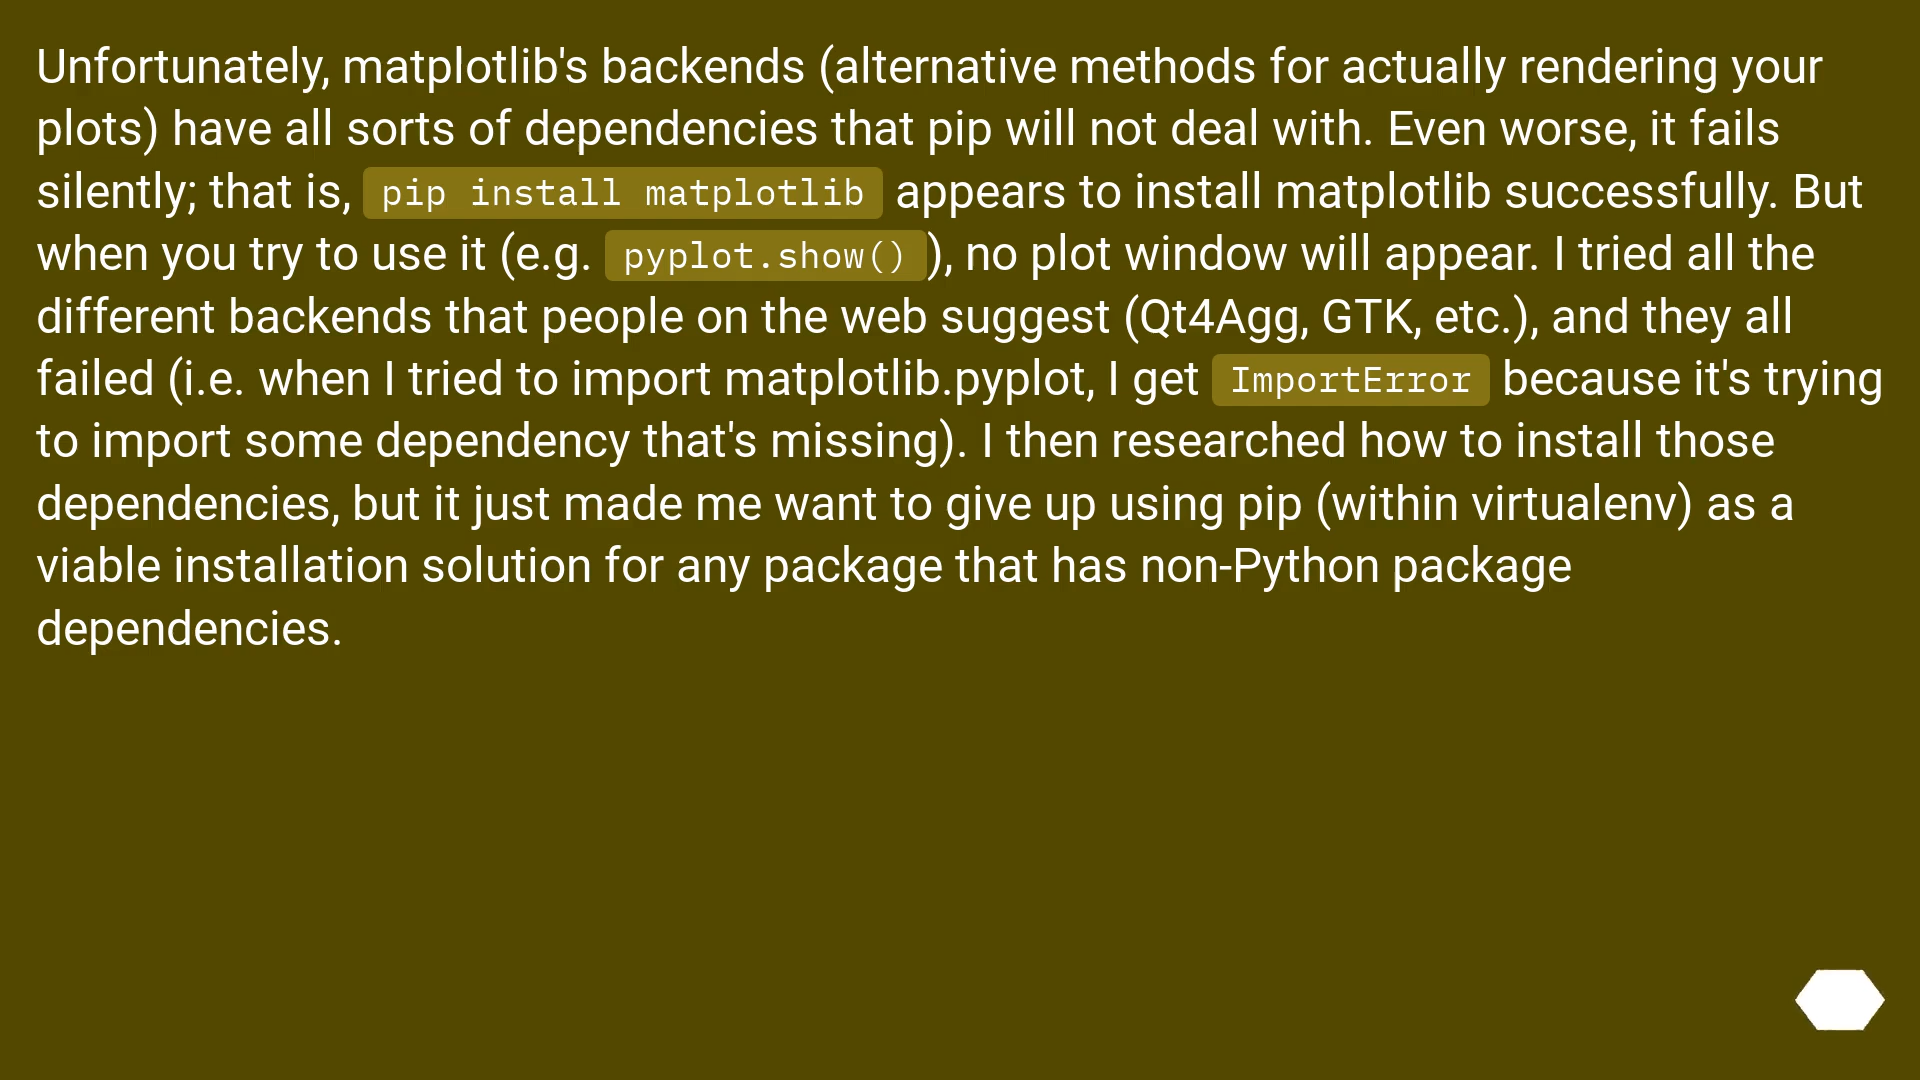 Unfortunately, matplotlib's backends (alternative methods for actually rendering your
plots) have all sorts of dependencies that pip will not deal with. Even worse, it fails
silently; that is, pip install matplotlib appears to install matplotlib successfully. But
when you try to use it (e.g. pyplot.show()), no plot window will appear. I tried all the
different backends that people on the web suggest (Qt4Agg, GTK, etc.), and they all
failed (i.e. when I tried to import matplotlib.pyplot, I get ImportError because it's trying
to import some dependency that's missing). I then researched how to install those
dependencies, but it just made me want to give up using pip (within virtualenv) as a
viable installation solution for any package that has non-Python package
dependencies.